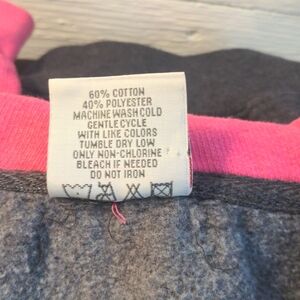 60% COTTON
40% POLYESTER
MACHINE WASH COLD
GENTLE CYCLE
WITH LIKE COLORS
TUMBLE DRY LOW
ONLY NON-CHLORINE
BLEACH IF NEEDED
DO NOT IRON